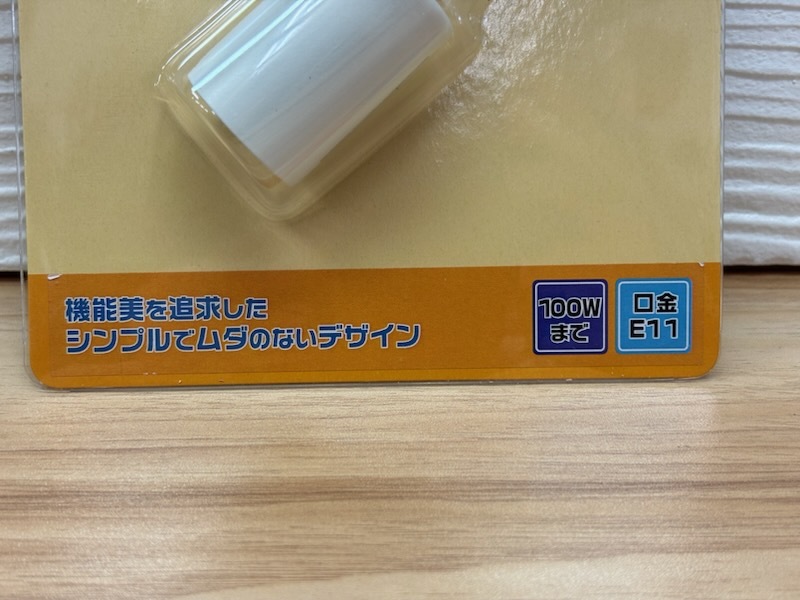 機能美を追求した
シンプルでムダのないデザイン
100W
まで
口金
E11